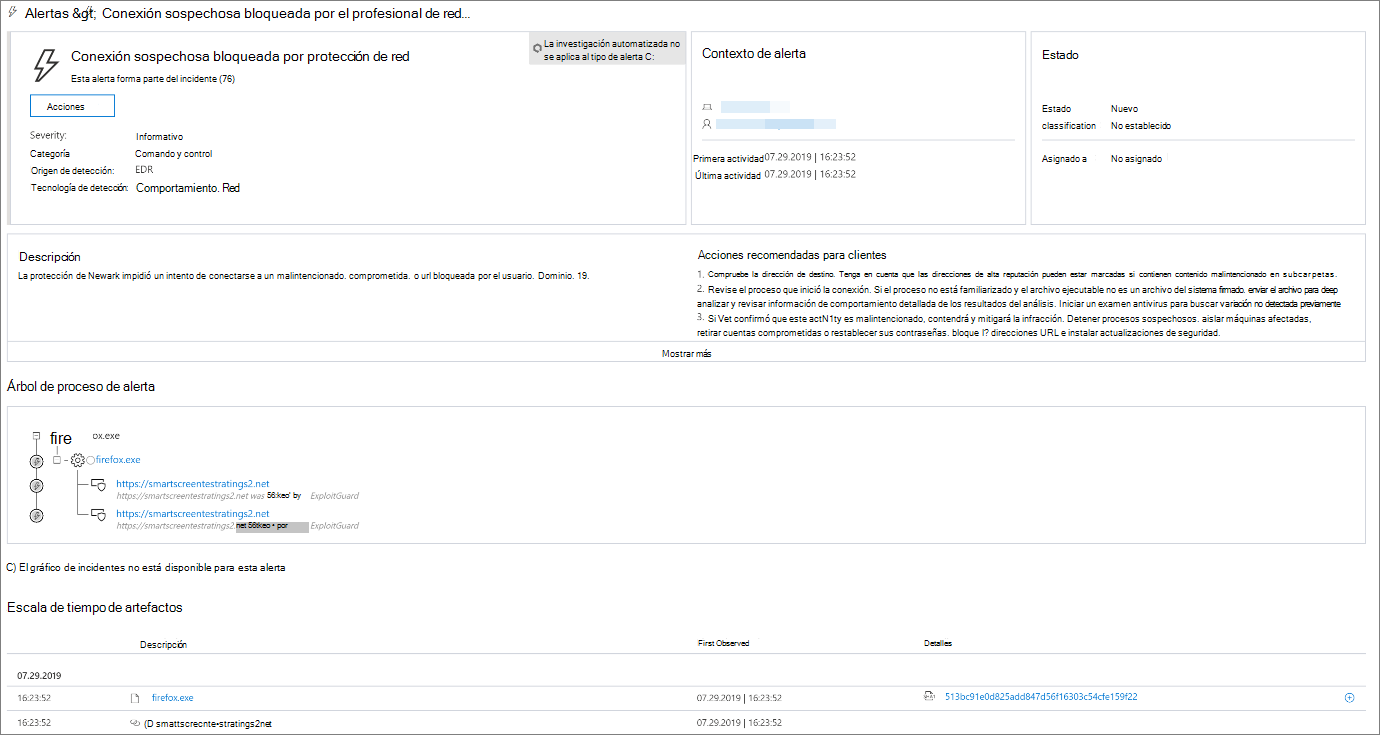 Alertas &gt; Conexión sospechosa bloqueada por el profesional de red...
Conexión sospechosa bloqueada por protección de red
Esta alerta forma parte del incidente (76)
La investigación automatizada no
se aplica al tipo de alerta C:
Acciones
Severity: Informativo
Categoría Comando y control
Origen de detección: EDR
Tecnología de detección: Comportamiento. Red
Contexto de alerta
Primera actividad 07.29.2019 | 16:23:52
Última actividad 07.29.2019 | 16:23:52
Estado
Estado Nuevo
classification No establecido
Asignado a No asignado
Descripción
La protección de Newark impidió un intento de conectarse a un malintencionado. comprometida. o url bloqueada por el usuario. Dominio. 19.
Acciones recomendadas para clientes
1. Compruebe la dirección de destino. Tenga en cuenta que las direcciones de alta reputación pueden estar marcadas si contienen contenido malintencionado en subcarpetas.
2. Revise el proceso que inició la conexión. Si el proceso no está familiarizado y el archivo ejecutable no es un archivo del sistema firmado. enviar el archivo para deep
analizar y revisar información de comportamiento detallada de los resultados del análisis. Iniciar un examen antivirus para buscar variación no detectada previamente
3. Si Vet confirmó que este actN1ty es malintencionado, contendrá y mitigará la infracción. Detener procesos sospechosos. aislar máquinas afectadas,
retirar cuentas comprometidas o restablecer sus contraseñas. bloque l? direcciones URL e instalar actualizaciones de seguridad.
Mostrar más
Árbol de proceso de alerta
fire ox.exe
firefox.exe
https://smartscreentestratings2.net
https://smartscreentestratings2.net was 56:keo' by ExploitGuard
https://smartscreentestratings2.net
https://smartscreentestratings2. net 56tkeo • por ExploitGuard
C) El gráfico de incidentes no está disponible para esta alerta
Escala de tiempo de artefactos
Descripción First Observed Detalles
07.29.2019
16:23:52 firefox.exe 07.29.2019 | 16:23:52 513bc91e0d825add847d56f16303c54cfe159f22
16:23:52 (D smattscrecnte•stratings2net 07.29.2019 | 16:23:52